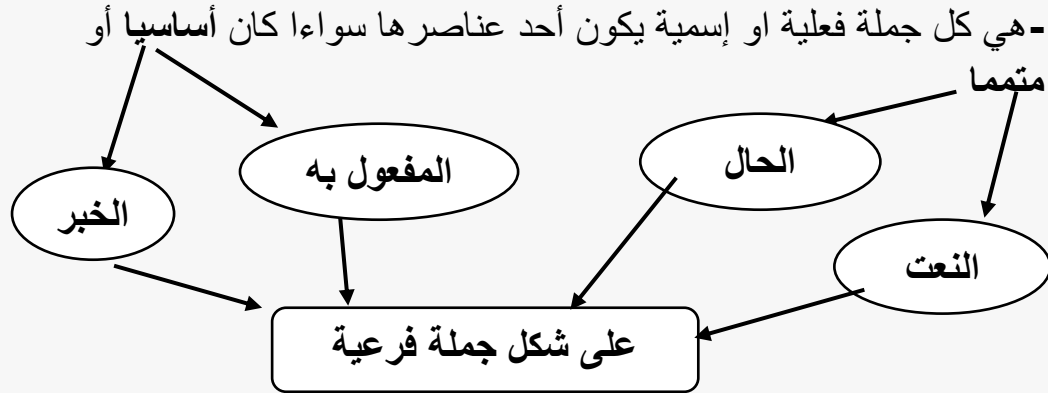 -هي كل جملة فعلية او إسمية يكون أحد عناصرها سواءا كان أساسيا أو
متمما
الحال
المفعول به
الخبر
النعت
على شكل جملة فرعية